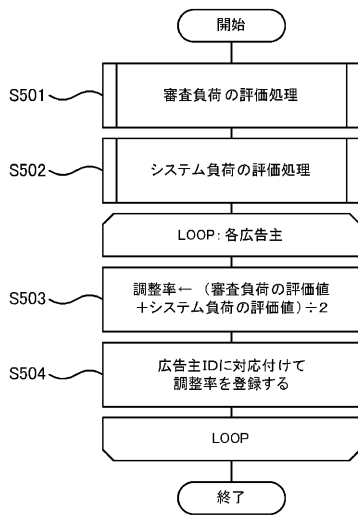 開始
S501
審査負荷の評価処理
S502
システム負荷の評価処理
LOOP：各広告主
S503
調整率← （審査負荷の評価値
＋システム負荷の評価値）÷2
S504
広告主IDに対応付けて
調整率を登録する
LOOP
終了